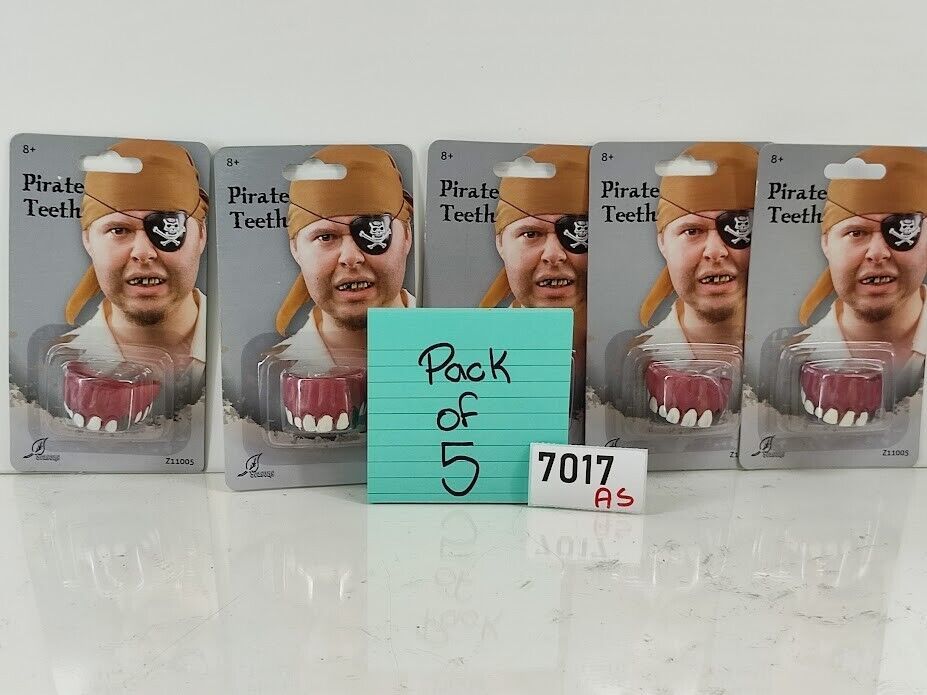 8+
Pirate
Teeth
Z11005
8+
Pirate
Teeth
8+
Pirate
Teeth
8+
Pirate
Teeth
Z1
8+
Pirate
Teeth
Z11005
Pack
of
5
7017
AS